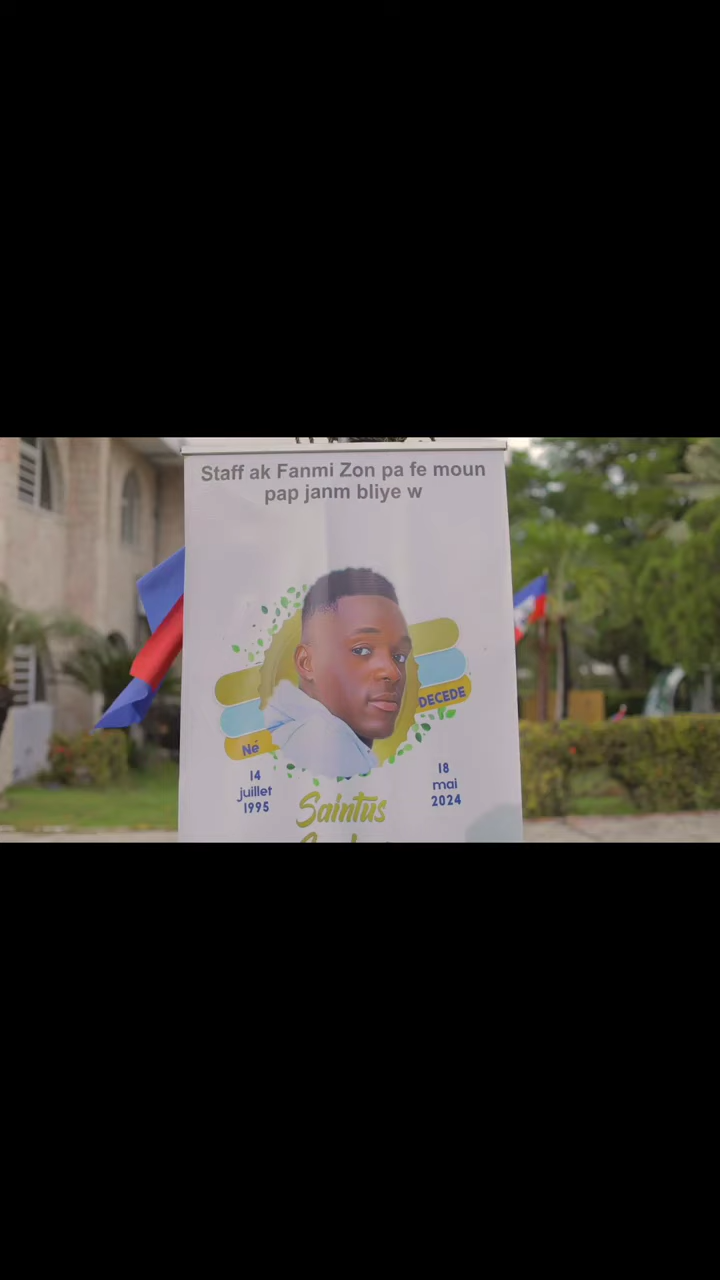 Staff ak Fanmi Zon pa fe moun
pap janm bliye w
DECEDE
Né
14
juillet
1995
18
mai
2024
Saintus